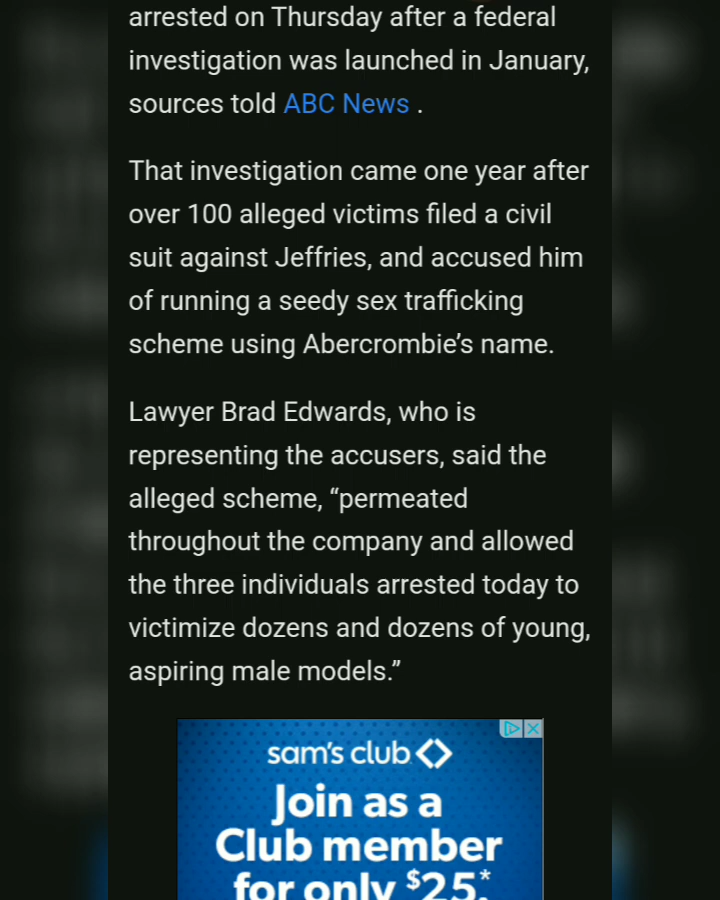 arrested on Thursday after a federal
investigation was launched in January,
sources told ABC News .
That investigation came one year after
over 100 alleged victims filed a civil
suit against Jeffries, and accused him
of running a seedy sex trafficking
scheme using Abercrombie’s name.
Lawyer Brad Edwards, who is
representing the accusers, said the
alleged scheme, “permeated
throughout the company and allowed
the three individuals arrested today to
victimize dozens and dozens of young,
aspiring male models.”
sam's club
Join as a
Club member
for only $25.*